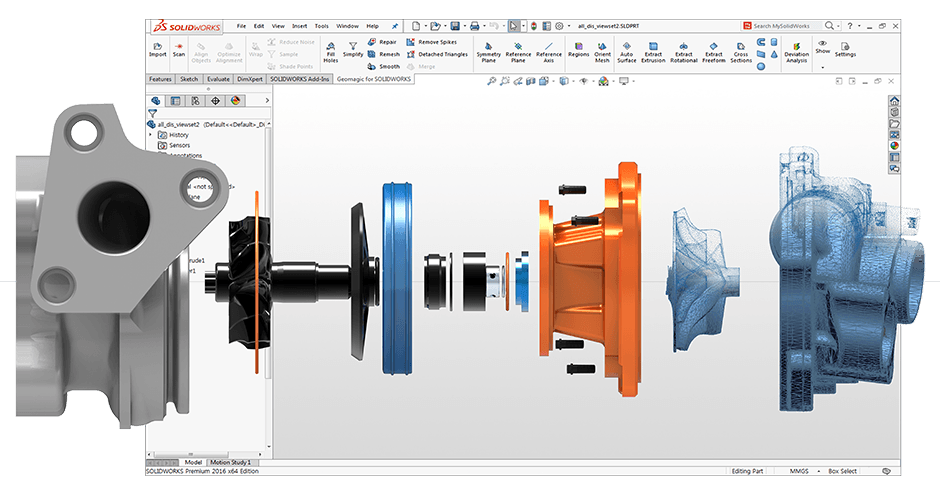 SOLIDWORKS File Edit View Insert Tools Window Help all_dis_viewset2.SLDPRT Search MySolidWorks ?
Import Scan Align Objects Optimize Alignment Wrap Reduce Noise Sample Shade Points Fill Holes Simplify Repair Remesh Smooth Remove Spikes Detached Triangles Merge Symmetry Plane Reference Plane Reference Axis Regions Orient Mesh Auto Surface Extract Extrusion Extract Rotational Extract Freeform Cross Sections Deviation Analysis Show Settings
Features Sketch Evaluate DimXpert SOLIDWORKS Add-Ins Geomagic for SOLIDWORKS
all_dis_viewset2 (Default<<Default>_Di
History
Sensors
Annotations
al <not sp
d>
ane
rude1
r1
Model Motion Study 1
SOLIDWORKS Premium 2016 x64 Edition Editing Part MMGS Box Select